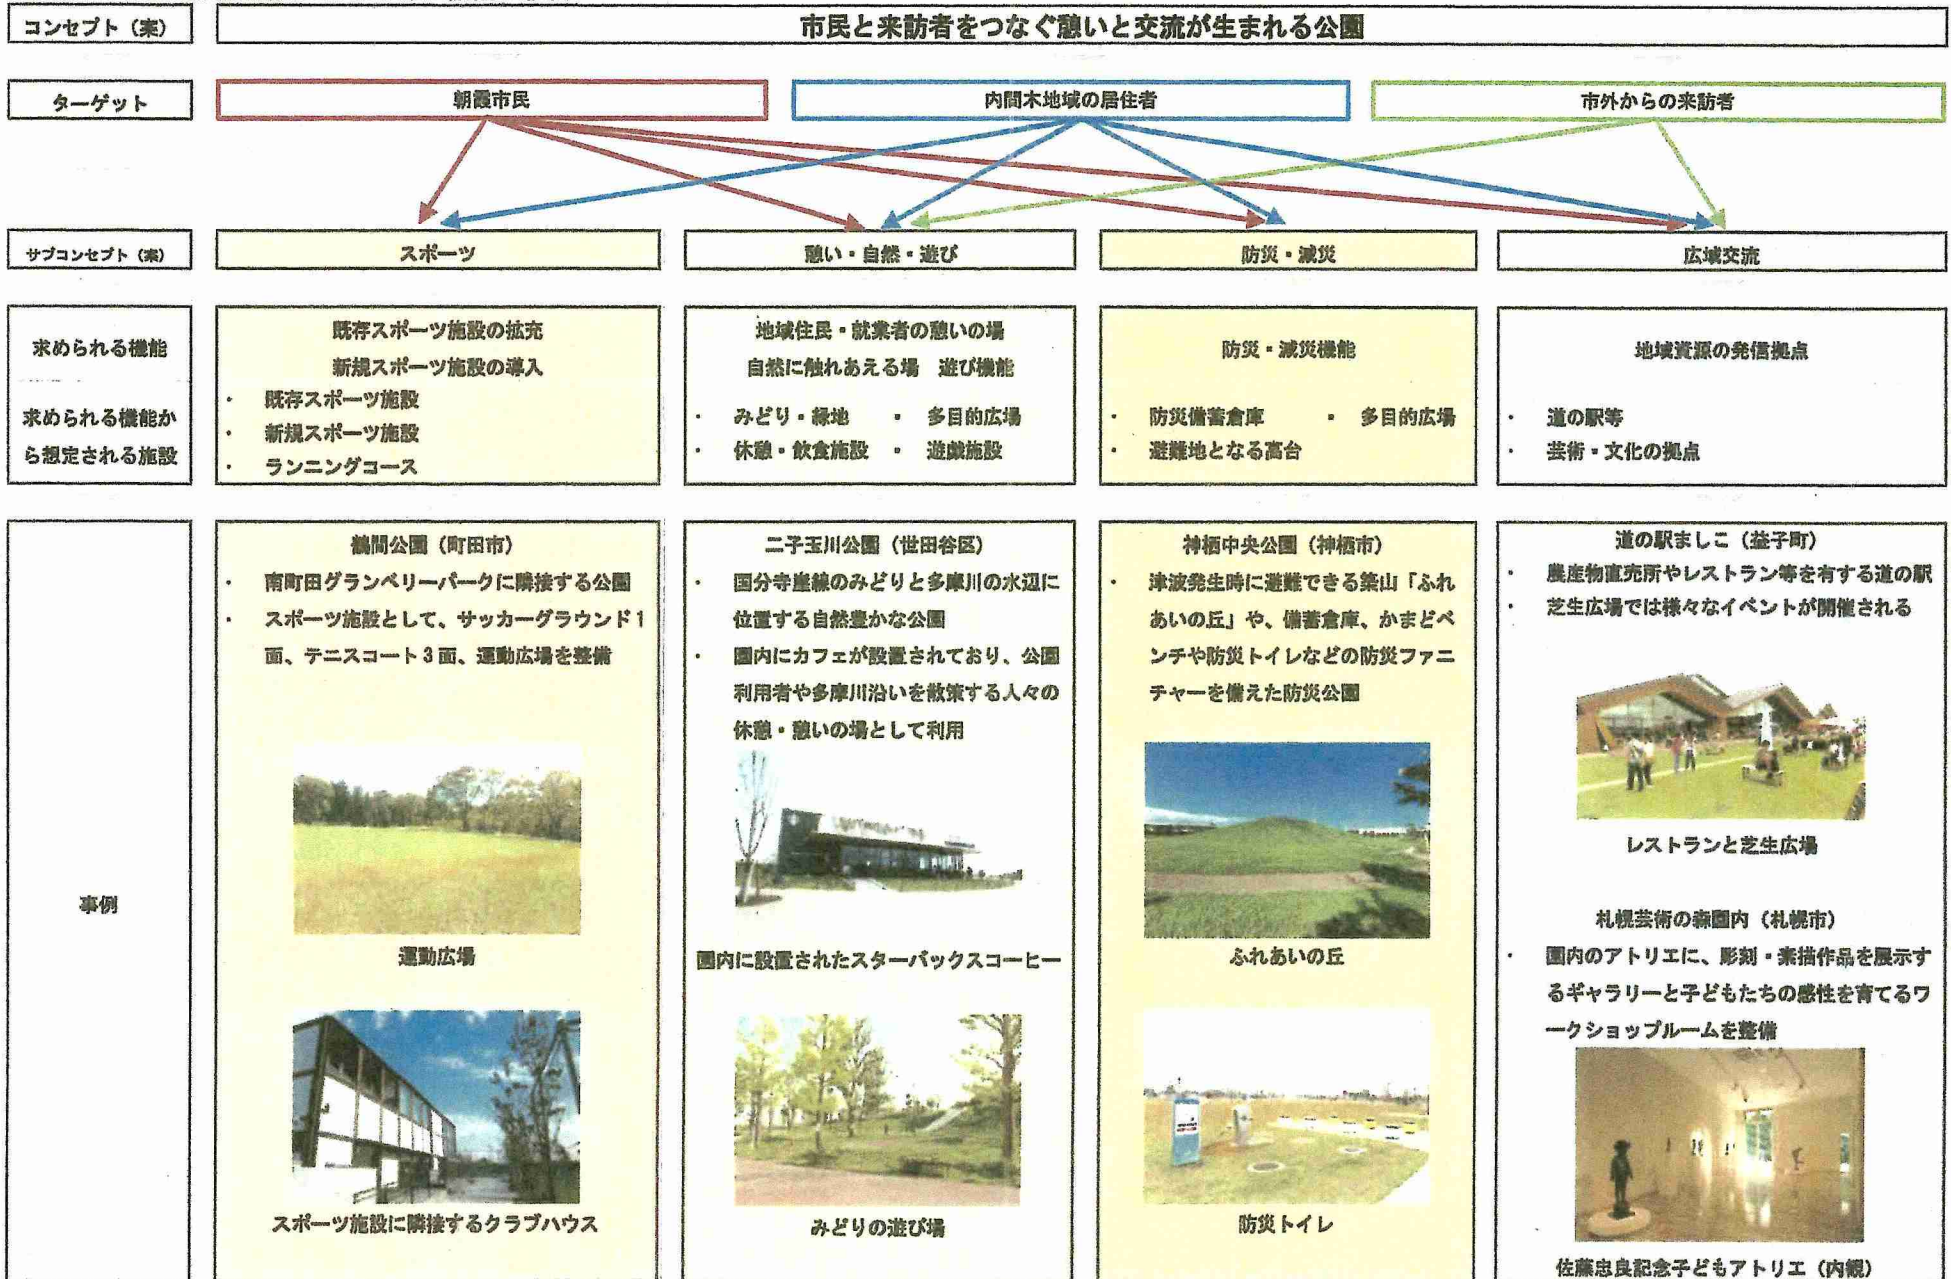 コンセプト（案）
市民と来訪者をつなぐ憩いと交流が生まれる公園
ターゲット
朝霞市民
内間木地域の居住者
市外からの来訪者
サブコンセプト（案）
スポーツ
憩い・自然・遊び
防災・減災
広域交流
求められる機能
求められる機能か
ら想定される施設
既存スポーツ施設の拡充
新規スポーツ施設の導入
・ 既存スポーツ施設
・ 新規スポーツ施設
・ ランニングコース
地域住民・就業者の憩いの場
自然に触れあえる場　遊び機能
・ みどり・緑地 ・ 多目的広場
・ 休憩・飲食施設 ・ 遊戯施設
防災・減災機能
・ 防災備蓄倉庫 ・ 多目的広場
・ 避難地となる高台
地域資源の発信拠点
・ 道の駅等
・ 芸術・文化の拠点
事例
鶴間公園（町田市）
・ 南町田グランベリーパークに隣接する公園
・ スポーツ施設として、サッカーグラウンド1
面、テニスコート3面、運動広場を整備
運動広場
スポーツ施設に隣接するクラブハウス
二子玉川公園（世田谷区）
・ 国分寺崖線のみどりと多摩川の水辺に
位置する自然豊かな公園
・ 園内にカフェが設置されており、公園
利用者や多摩川沿いを散策する人々の
休憩・憩いの場として利用
園内に設置されたスターバックスコーヒー
みどりの遊び場
神栖中央公園（神栖市）
・ 津波発生時に避難できる築山「ふれ
あいの丘」や、備蓄倉庫、かまどベ
ンチや防災トイレなどの防災ファニ
チャーを備えた防災公園
ふれあいの丘
防災トイレ
道の駅ましこ（益子町）
・ 農産物直売所やレストラン等を有する道の駅
・ 芝生広場では様々なイベントが開催される
レストランと芝生広場
札幌芸術の森園内（札幌市）
・ 園内のアトリエに、彫刻・素描作品を展示す
るギャラリーと子どもたちの感性を育てるワ
ークショップルームを整備
佐藤忠良記念子どもアトリエ（内観）